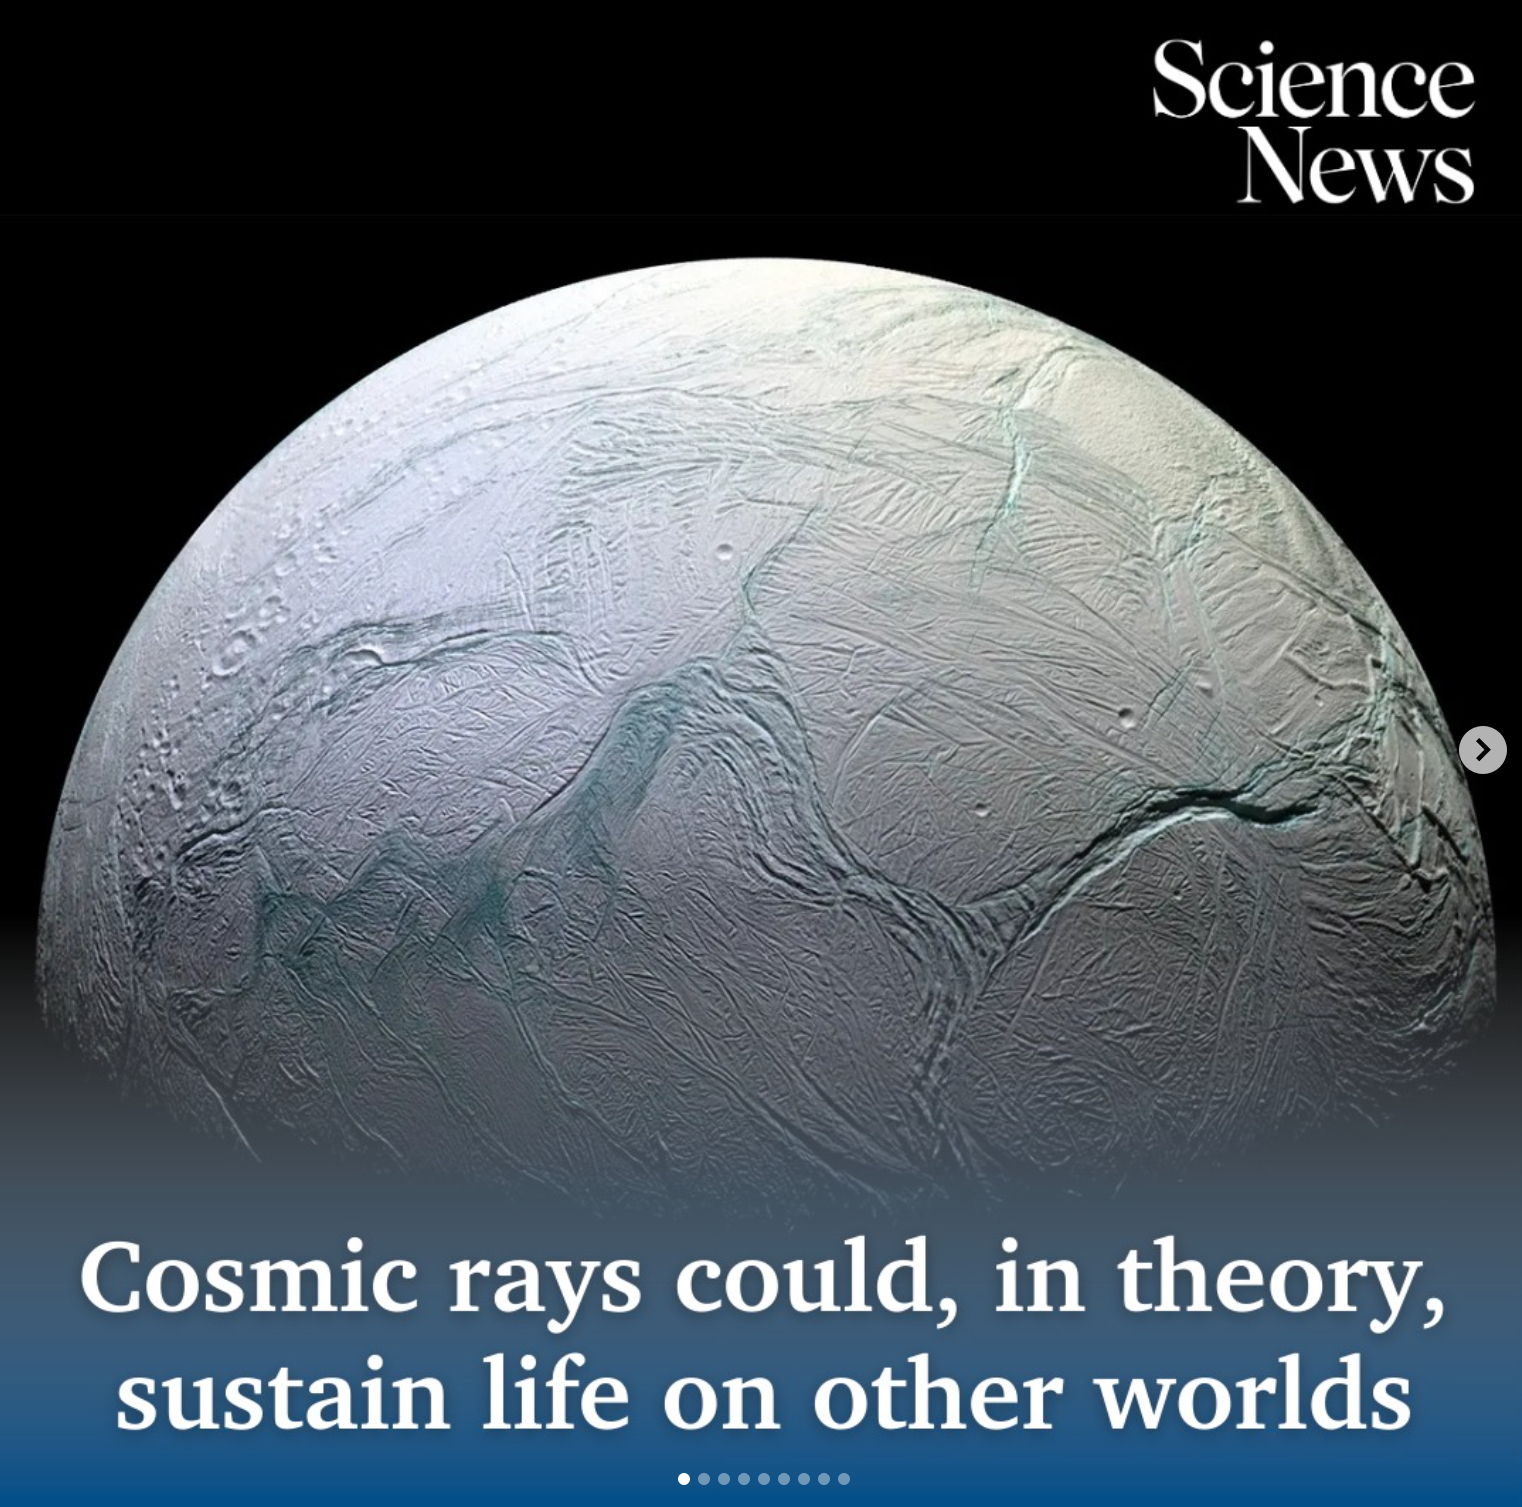 Science
News
Cosmic rays could, in theory,
sustain life on other worlds